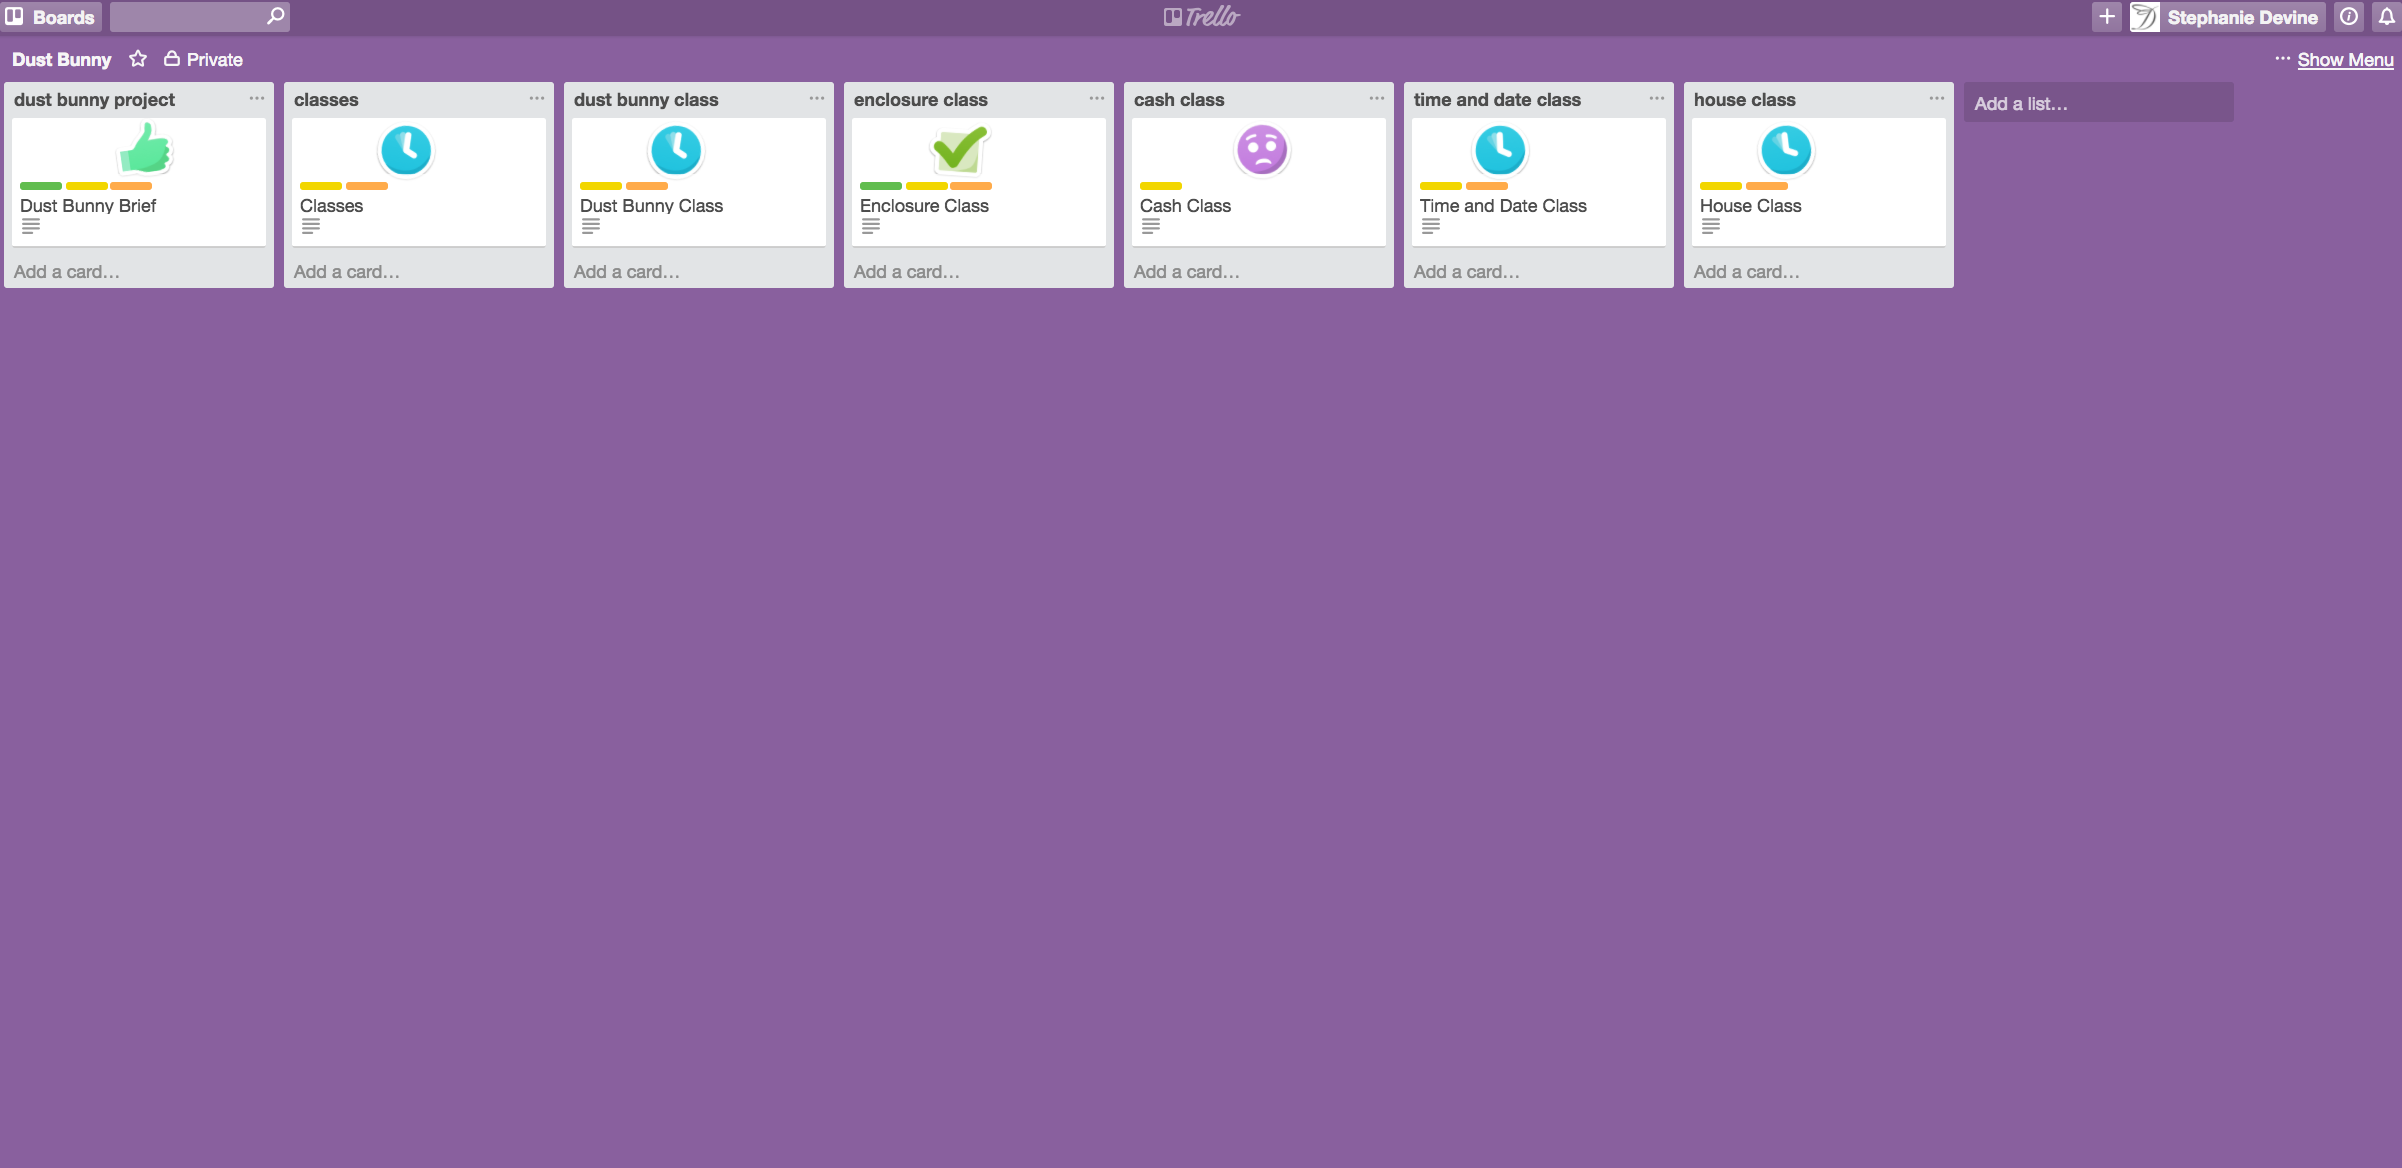 Boards
Trello
Stephanie Devine
Dust Bunny
Private
Show Menu
dust bunny project
Dust Bunny Brief
Add a card…
classes
Classes
Add a card…
dust bunny class
Dust Bunny Class
Add a card…
enclosure class
Enclosure Class
Add a card…
cash class
Cash Class
Add a card…
time and date class
Time and Date Class
Add a card…
house class
House Class
Add a card…
Add a list…